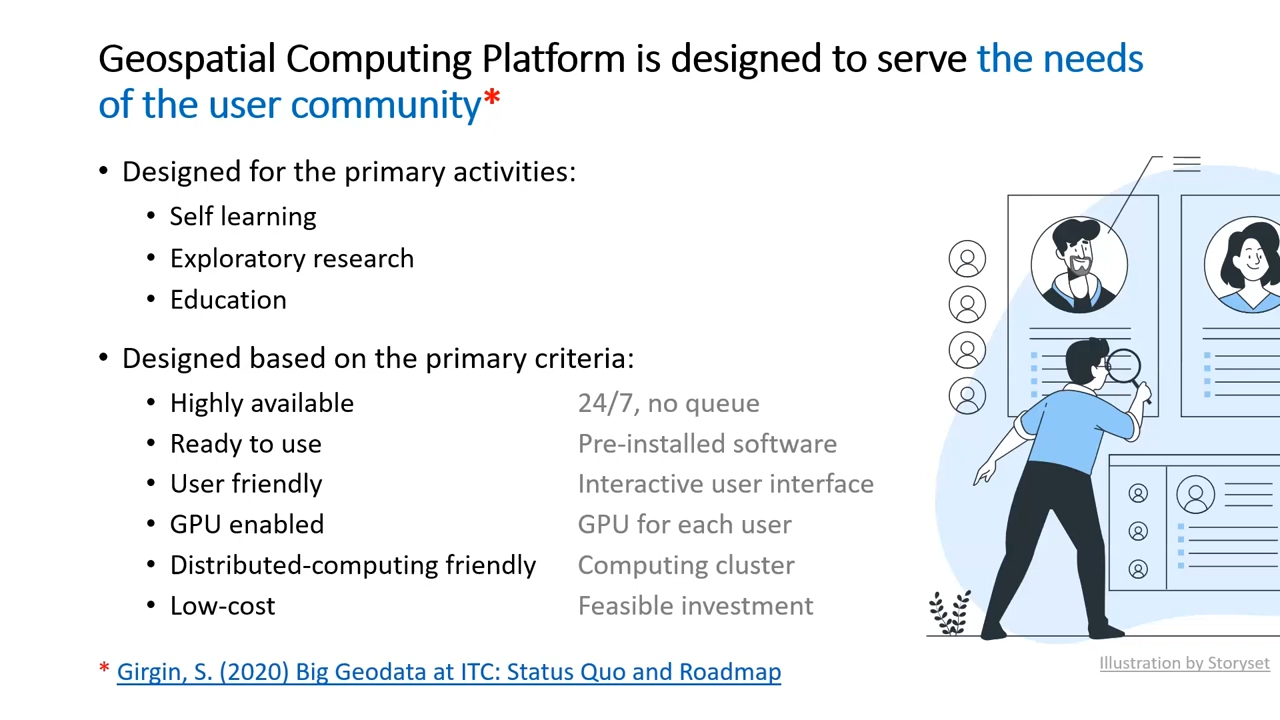 Geospatial Computing Platform is designed to serve the needs
of the user community*
• Designed for the primary activities:
• Self learning
• Exploratory research
• Education
• Designed based on the primary criteria:
• Highly available 24/7, no queue
• Ready to use Pre-installed software
• User friendly Interactive user interface
• GPU enabled GPU for each user
• Distributed-computing friendly Computing cluster
• Low-cost Feasible investment
* Girgin, S. (2020) Big Geodata at ITC: Status Quo and Roadmap
Illustration by Storyset